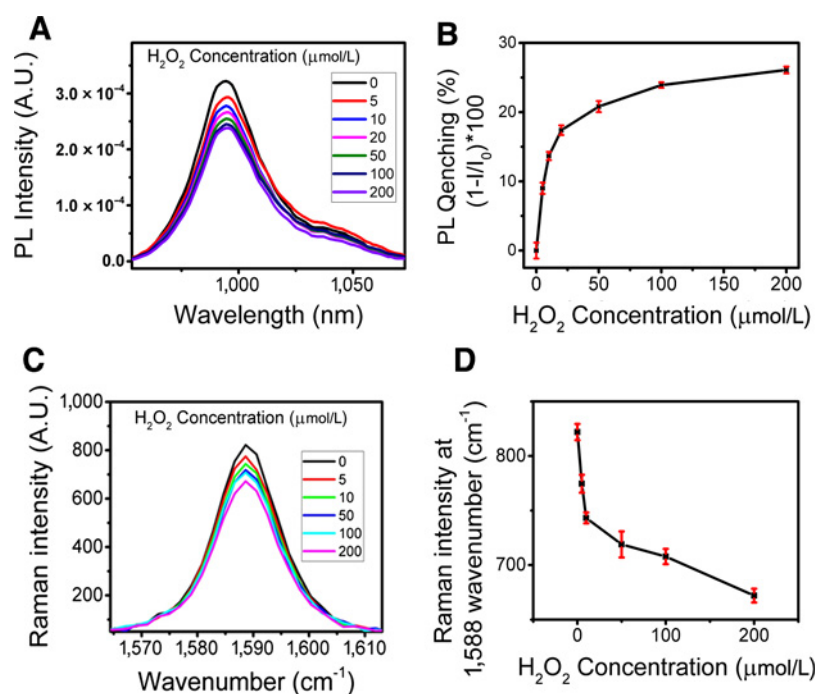 A
PL Intensity (A.U.)
H₂O₂ Concentration (μmol/L)
0
5
10
20
50
100
200
3.0 × 10⁻⁴
2.0 × 10⁻⁴
1.0 × 10⁻⁴
0.0
1,000
1,050
Wavelength (nm)
B
PL Qenching (%)
(1-I/I₀)*100
30
20
10
0
0
50
100
150
200
H₂O₂ Concentration (μmol/L)
C
Raman intensity (A.U.)
1,000
800
600
400
200
H₂O₂ Concentration (μmol/L)
0
5
10
50
100
200
1,570
1,580
1,590
1,600
1,610
Wavenumber (cm⁻¹)
D
Raman intensity at
1,588 wavenumber (cm⁻¹)
800
700
0
100
200
H₂O₂ Concentration (μmol/L)